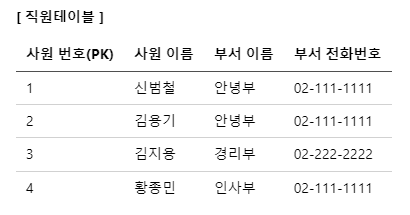 [ 직원테이블 ]
사원 번호(PK) 사원 이름 부서 이름 부서 전화번호
1 신범철 안녕부 02-111-1111
2 김용기 안녕부 02-111-1111
3 김지용 경리부 02-222-2222
4 황종민 인사부 02-111-1111